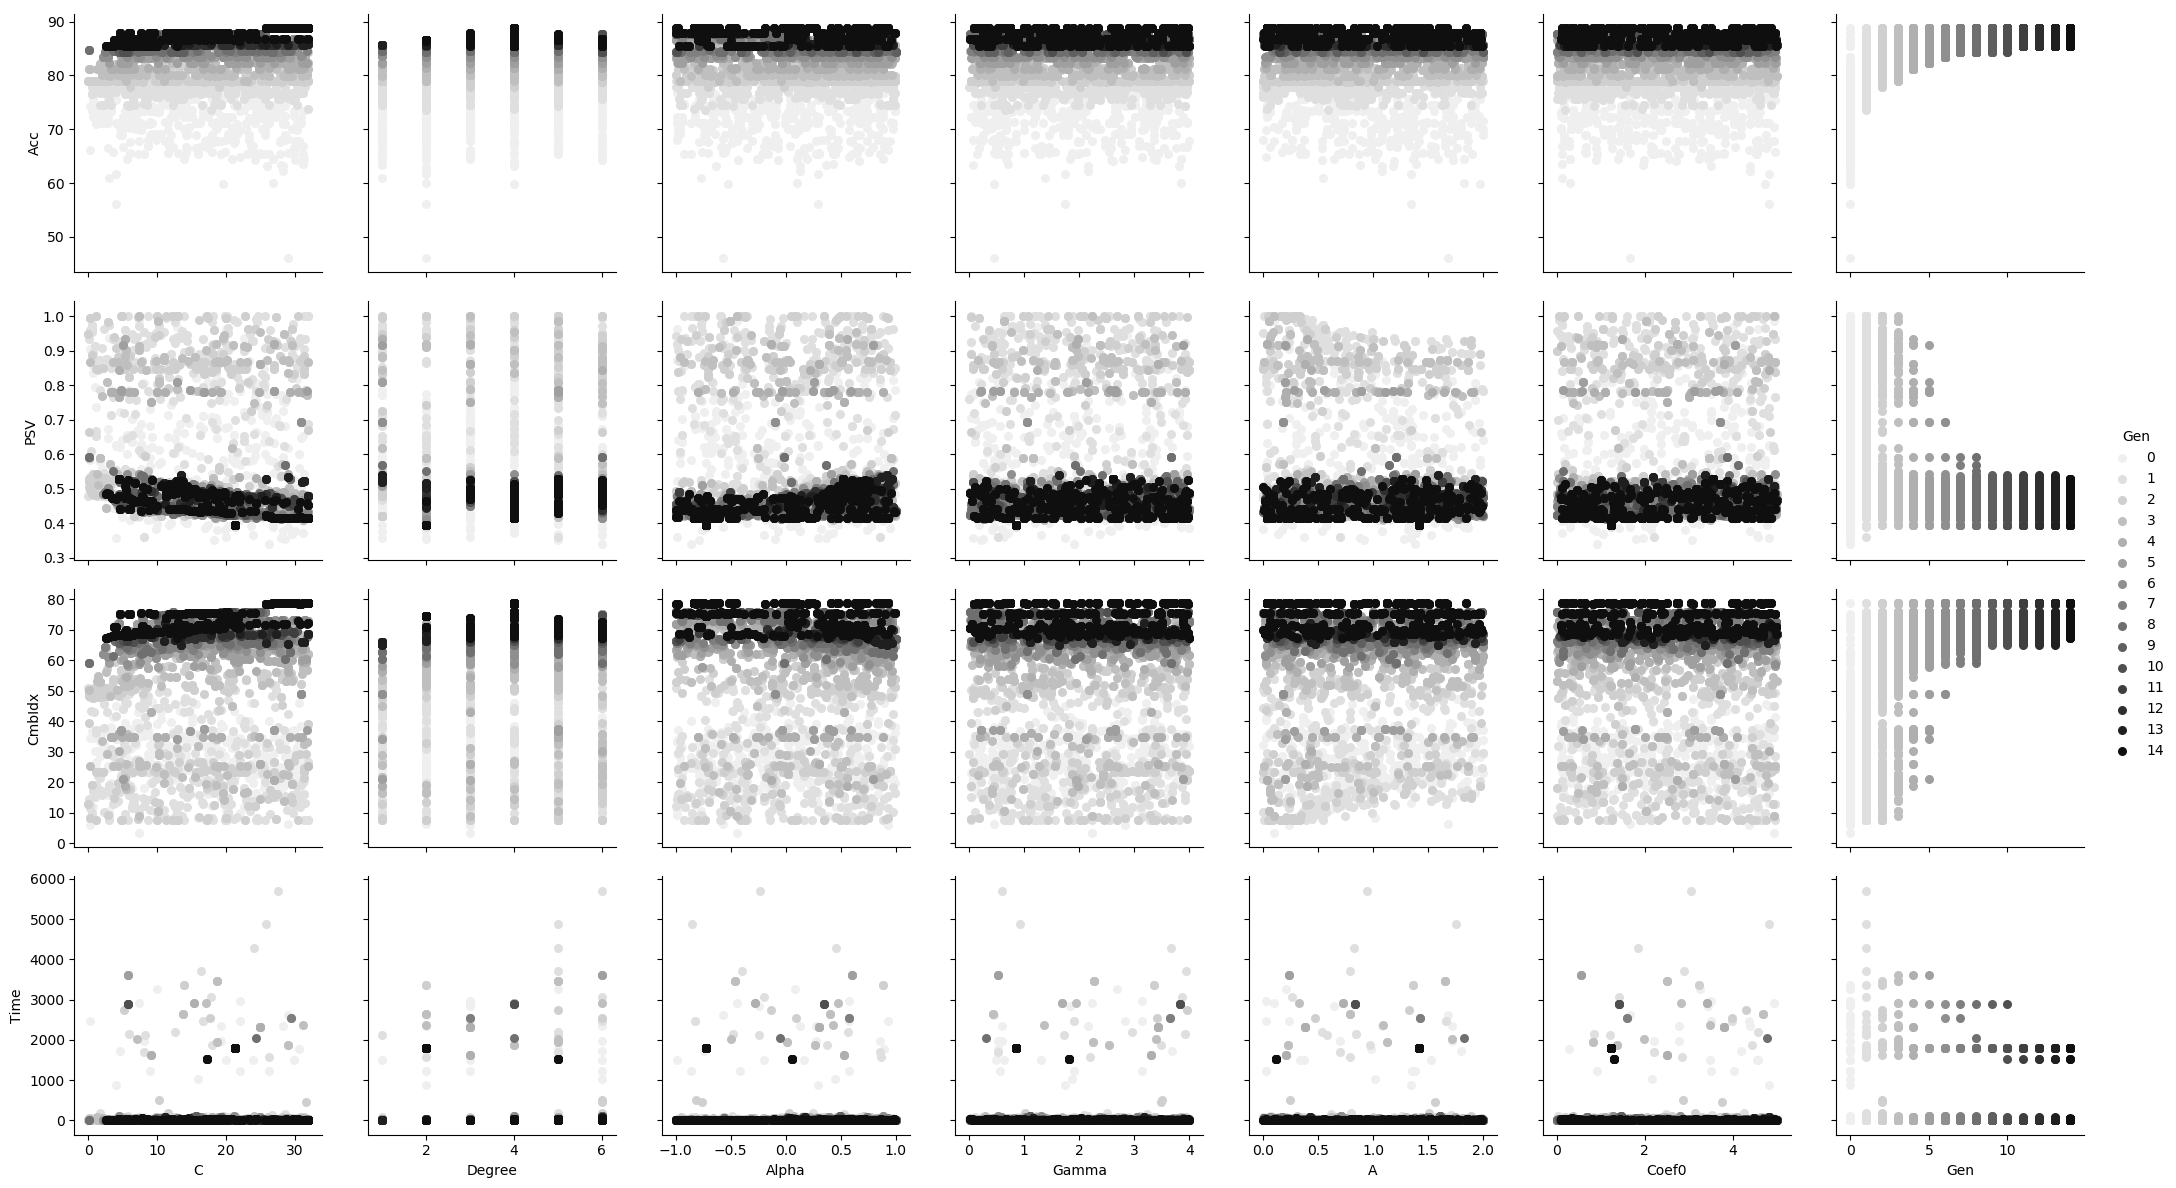 90
80
70
60
50
Acc
1.0
0.9
0.8
0.7
0.6
0.5
0.4
0.3
PSV
80
70
60
50
40
30
20
10
0
CmbIdx
6000
5000
4000
3000
2000
1000
0
Time
0 10 20 30
C
2 4 6
Degree
−1.0 −0.5 0.0 0.5 1.0
Alpha
0 1 2 3 4
Gamma
0.0 0.5 1.0 1.5 2.0
A
0 2 4
Coef0
0 5 10
Gen
Gen
0
1
2
3
4
5
6
7
8
9
10
11
12
13
14